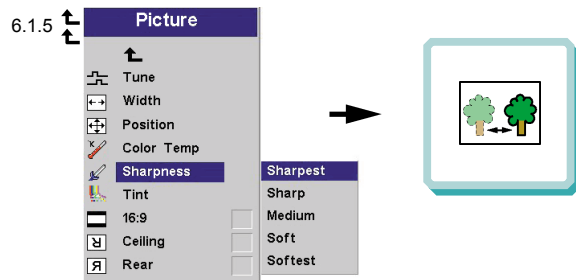 6.1.5
Picture
Tune
Width
Position
K
Color Temp
Sharpness
Sharpest
Tint
Sharp
16:9
Medium
R Ceiling
Soft
R Rear
Softest